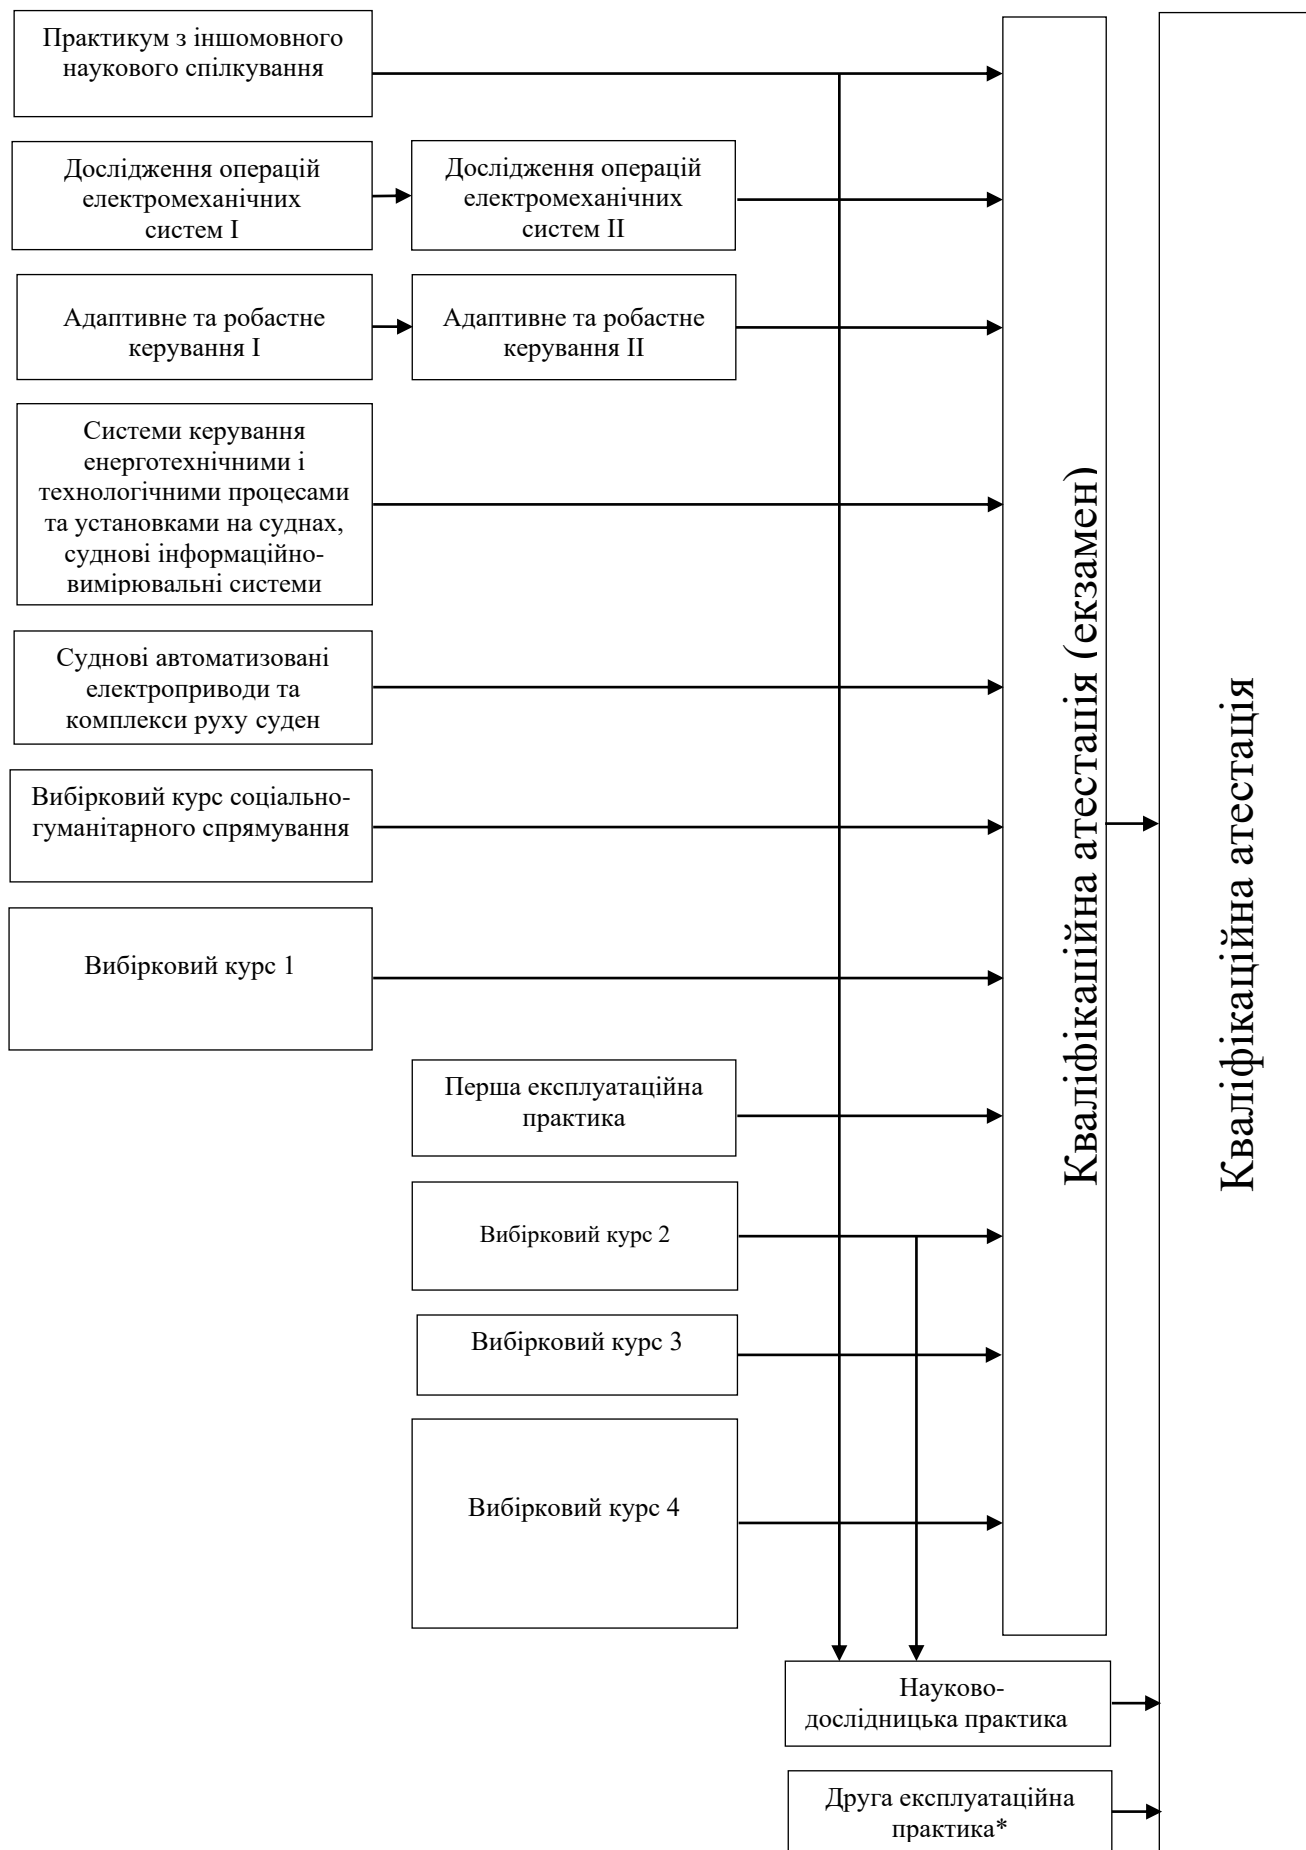 Практикум з іншомовного
наукового спілкування
Дослідження операцій
електромеханічних
систем I
Дослідження операцій
електромеханічних
систем II
Адаптивне та робастне
керування I
Адаптивне та робастне
керування II
Системи керування
енерготехнічними і
технологічними процесами
та установками на суднах,
суднові інформаційно-
вимірювальні системи
Суднові автоматизовані
електроприводи та
комплекси руху суден
Вибірковий курс соціально-
гуманітарного спрямування
Вибірковий курс 1
Перша експлуатаційна
практика
Вибірковий курс 2
Вибірковий курс 3
Вибірковий курс 4
Кваліфікаційна атестація (екзамен)
Кваліфікаційна атестація
Науково-
дослідницька практика
Друга експлуатаційна
практика*